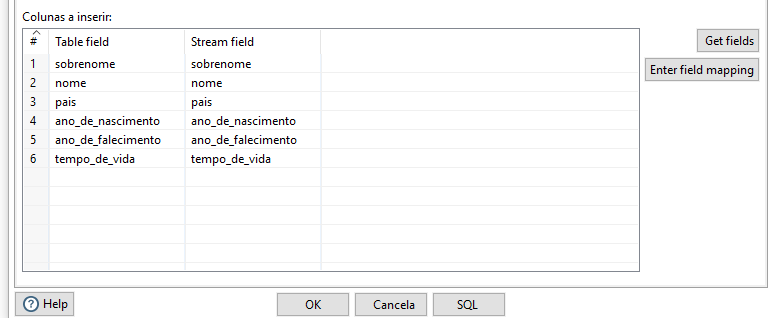 Colunas a inserir:
# Table field Stream field
Get fields
1 sobrenome sobrenome
Enter field mapping
2 nome nome
3 pais pais
4 ano_de_nascimento ano_de_nascimento
5 ano_de_falecimento ano_de_falecimento
6 tempo_de_vida tempo_de_vida
? Help OK Cancela SQL